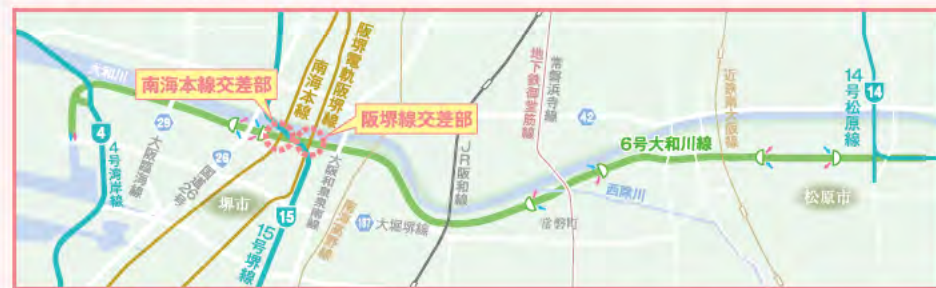 大和川
南海本線交差部
阪堺電軌阪堺線
南海本線
阪堺線交差部
4
4号湾岸線
29
大阪臨海線
26
国道26号
堺市
15
15号堺線
大阪和泉泉南線
南海高野線
187
大堀堺線
JR阪和線
地下鉄御堂筋線
常磐浜寺線
42
常磐町
西除川
6号大和川線
近鉄南大阪線
14号松原線
14
松原市